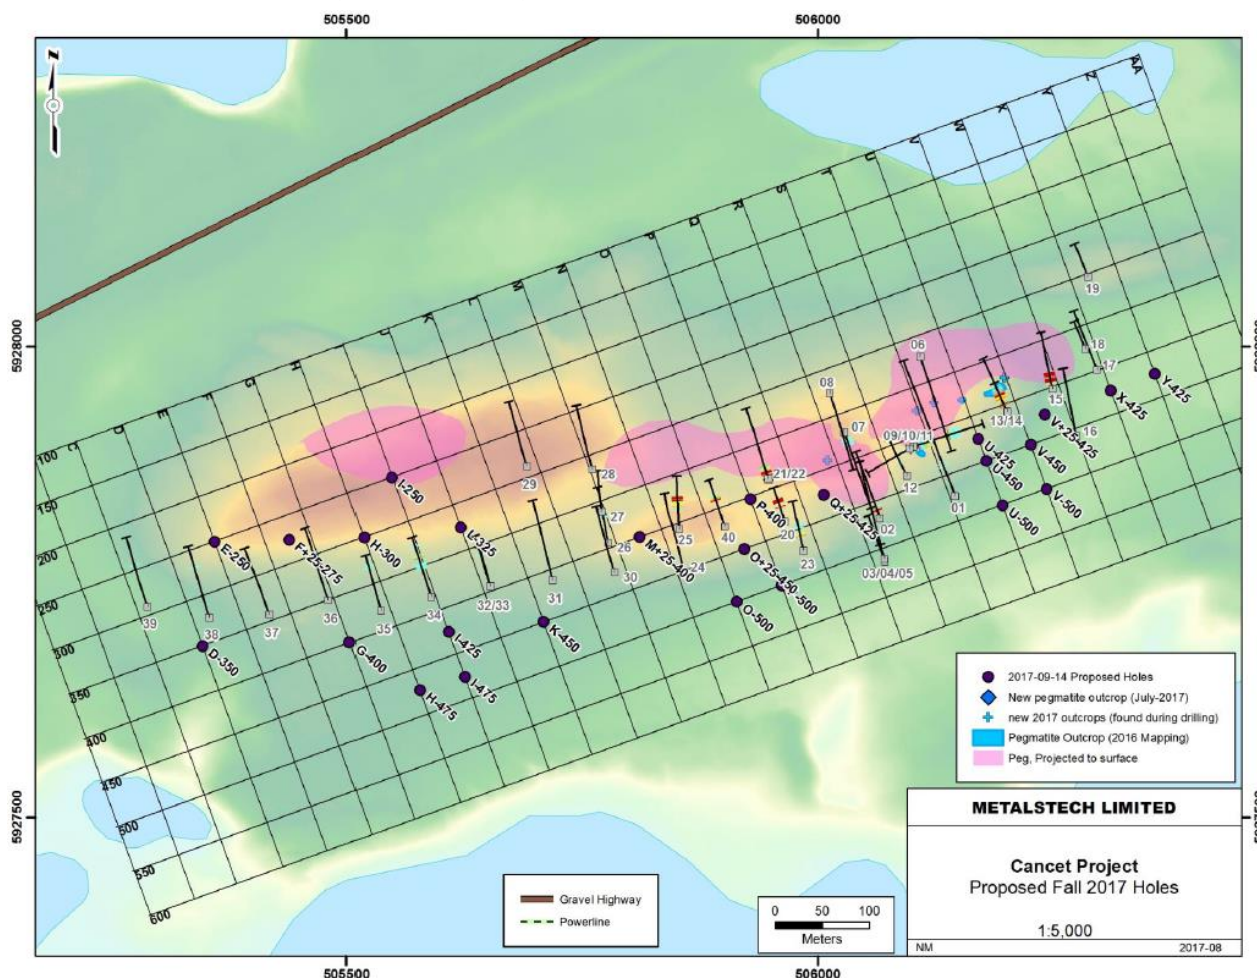 505500
506000
N
AA
Z
Y
X
W
V
U
T
S
R
Q
P
O
N
M
L
K
J
I
H
G
F
E
D
C
100
150
200
250
300
350
400
450
500
550
600
5928000
5927500
19
18
17
06
15
16
13/14
08
07
09/10/11
12
01
02
03/04/05
21/22
20
23
40
25
24
29
28
27
26
30
31
32/33
34
35
36
37
38
39
Y-425
X-425
V+25-425
V-450
V-500
U-425
U-450
U-500
Q+25-425
P-400
O+25-450
-500
O-500
M+25-400
I-250
-325
H-300
F+25-275
E-250
D-350
G-400
I-425
I-475
H-475
K-450
2017-09-14 Proposed Holes
New pegmatite outcrop (July-2017)
new 2017 outcrops (found during drilling)
Pegmatite Outcrop (2016 Mapping)
Peg, Projected to surface
Gravel Highway
Powerline
0 50 100
Meters
METALSTECH LIMITED
Cancet Project
Proposed Fall 2017 Holes
1:5,000
NM 2017-08
505500
506000